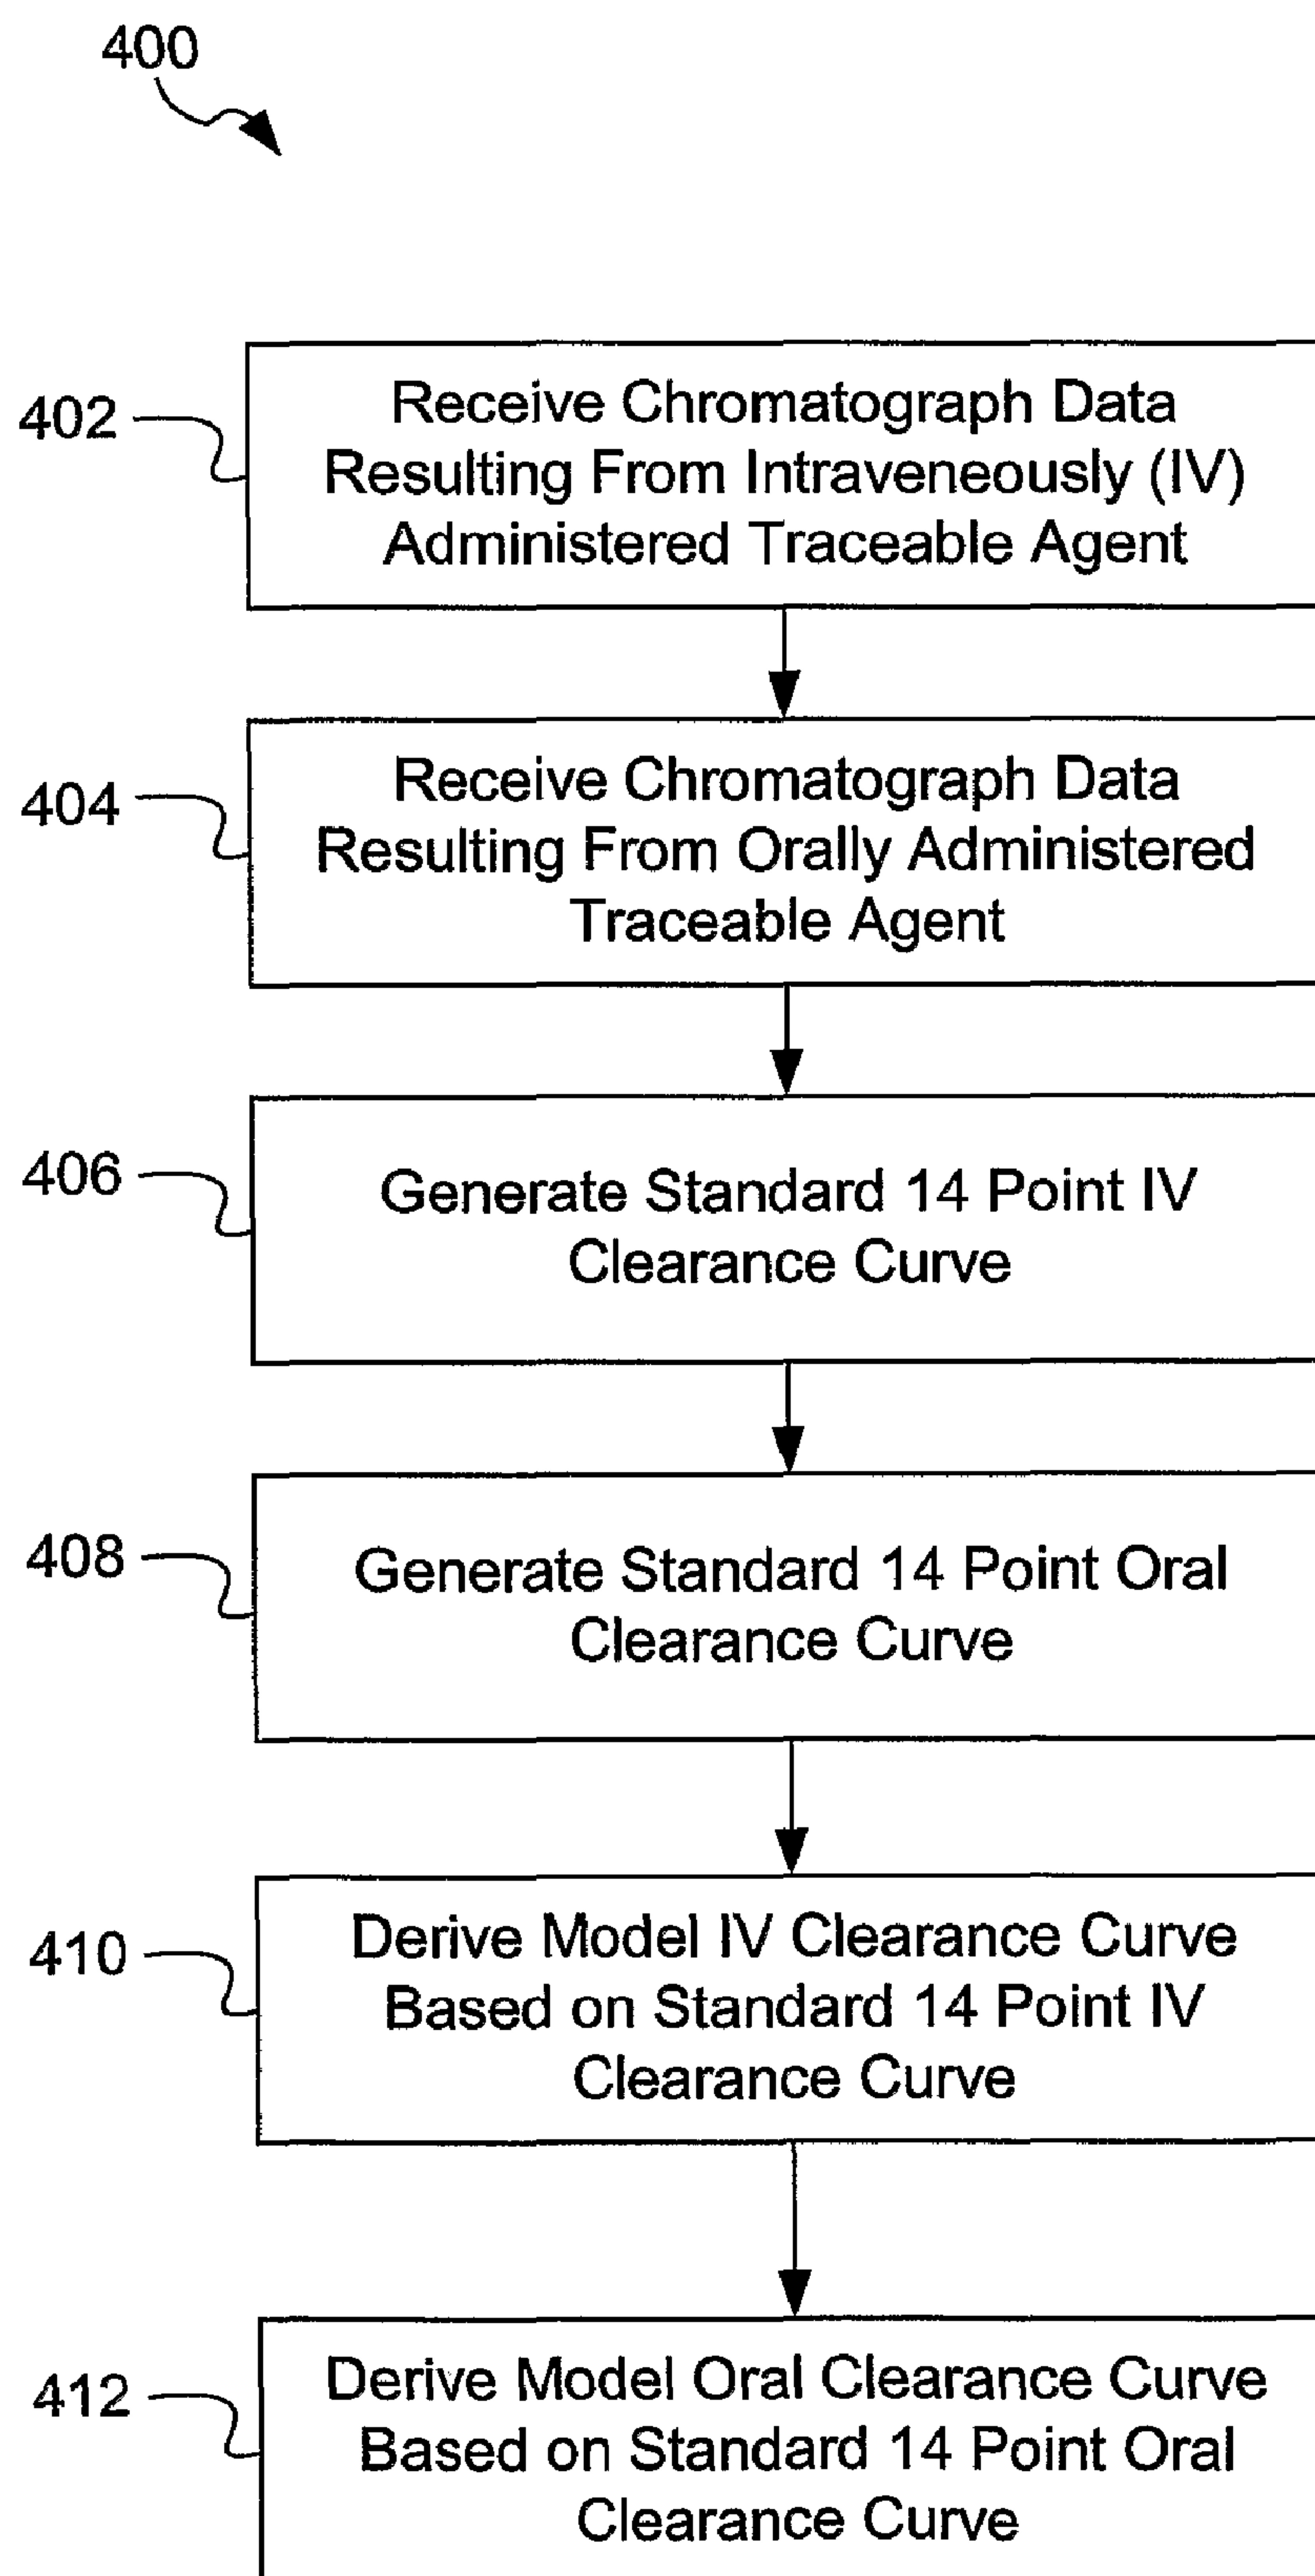 400
402
Receive Chromatograph Data
Resulting From Intraveneously (IV)
Administered Traceable Agent
404
Receive Chromatograph Data
Resulting From Orally Administered
Traceable Agent
406
Generate Standard 14 Point IV
Clearance Curve
408
Generate Standard 14 Point Oral
Clearance Curve
410
Derive Model IV Clearance Curve
Based on Standard 14 Point IV
Clearance Curve
412
Derive Model Oral Clearance Curve
Based on Standard 14 Point Oral
Clearance Curve